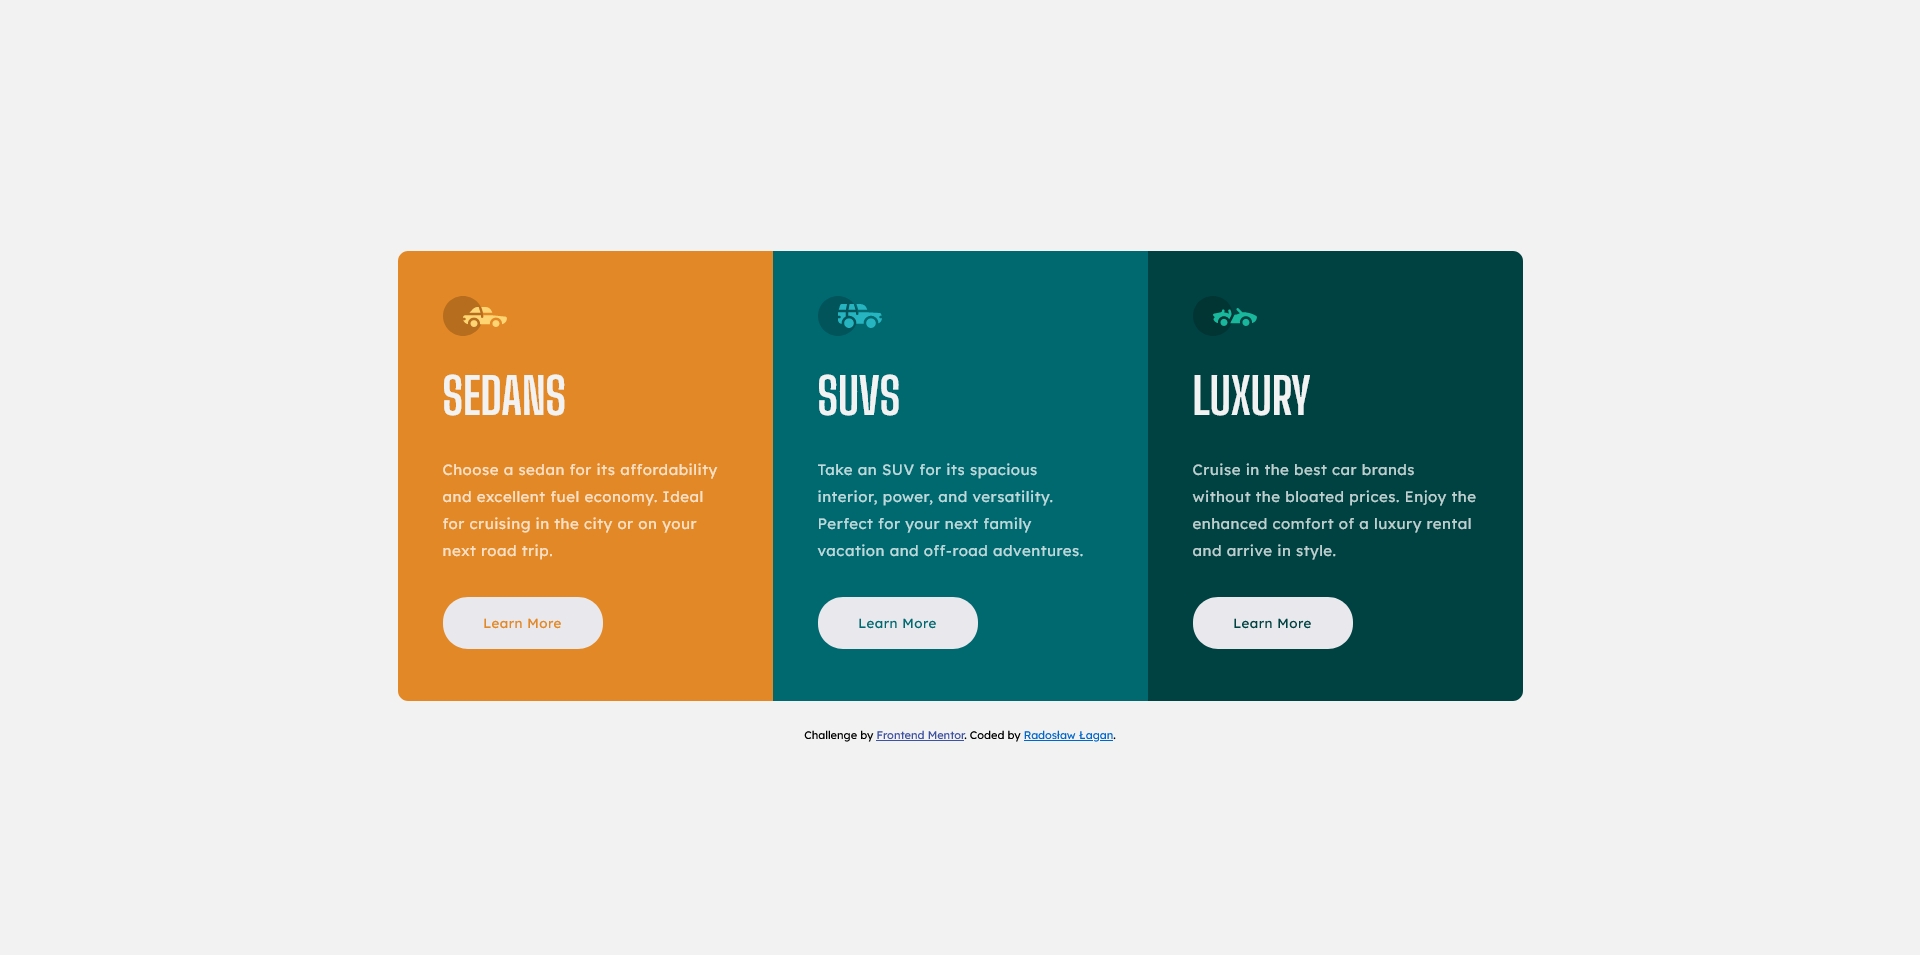 SEDANS
Choose a sedan for its affordability
and excellent fuel economy. Ideal
for cruising in the city or on your
next road trip.
Learn More
SUVS
Take an SUV for its spacious
interior, power, and versatility.
Perfect for your next family
vacation and off-road adventures.
Learn More
LUXURY
Cruise in the best car brands
without the bloated prices. Enjoy the
enhanced comfort of a luxury rental
and arrive in style.
Learn More
Challenge by Frontend Mentor. Coded by Radosław Łagan.